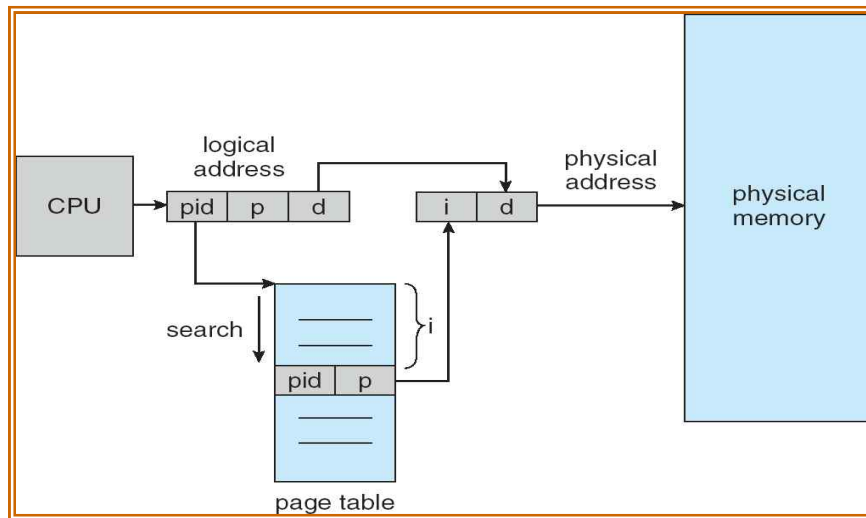 logical
address
physical
address
CPU
pid p d
i d
physical
memory
search
i
pid p
page table